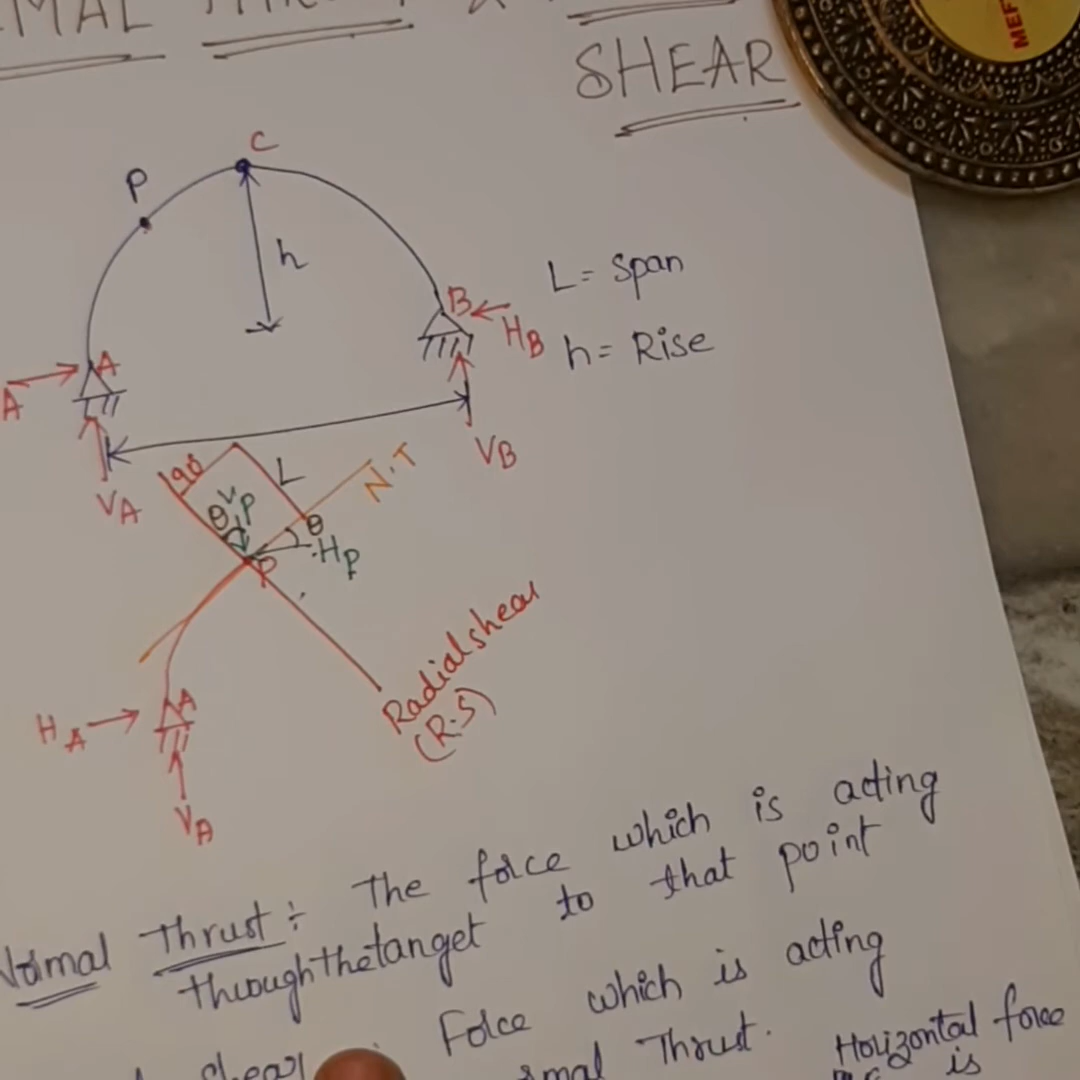 SHEAR
C
P
h
L = Span
B
HB
h = Rise
A
A
VB
VA
90
L
N.T
θ
VP
θ
HP
P
Radial shear
(R.S)
HA
A
VA
Normal Thrust : The force which is acting
through the tanget to that point
Force which is acting
Thrust.
Horizontal force
is